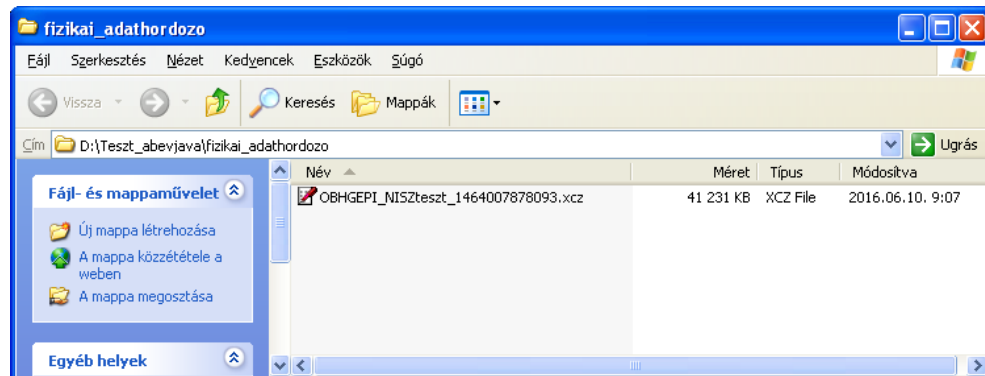 fizikai_adathordozo
Fájl Szerkesztés Nézet Kedvencek Eszközök Súgó
Vissza Keresés Mappák
Cím D:\Teszt_abevjava\fizikai_adathordozo Ugrás
Név Méret Típus Módosítva
OBHGEPI_NISZteszt_1464007878093.xcz 41 231 KB XCZ File 2016.06.10. 9:07
Fájl- és mappaművelet
Új mappa létrehozása
A mappa közzététele a
weben
A mappa megosztása
Egyéb helyek